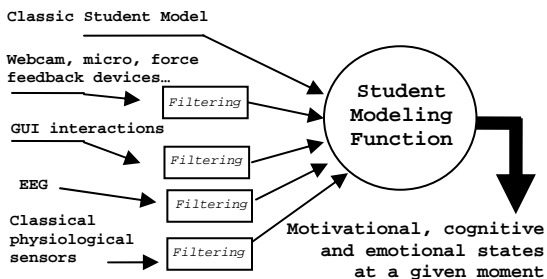 Classic Student Model
Webcam, micro, force
feedback devices…
Filtering
GUI interactions
Filtering
EEG
Filtering
Classical
physiological
sensors
Filtering
Student
Modeling
Function
Motivational, cognitive
and emotional states
at a given moment